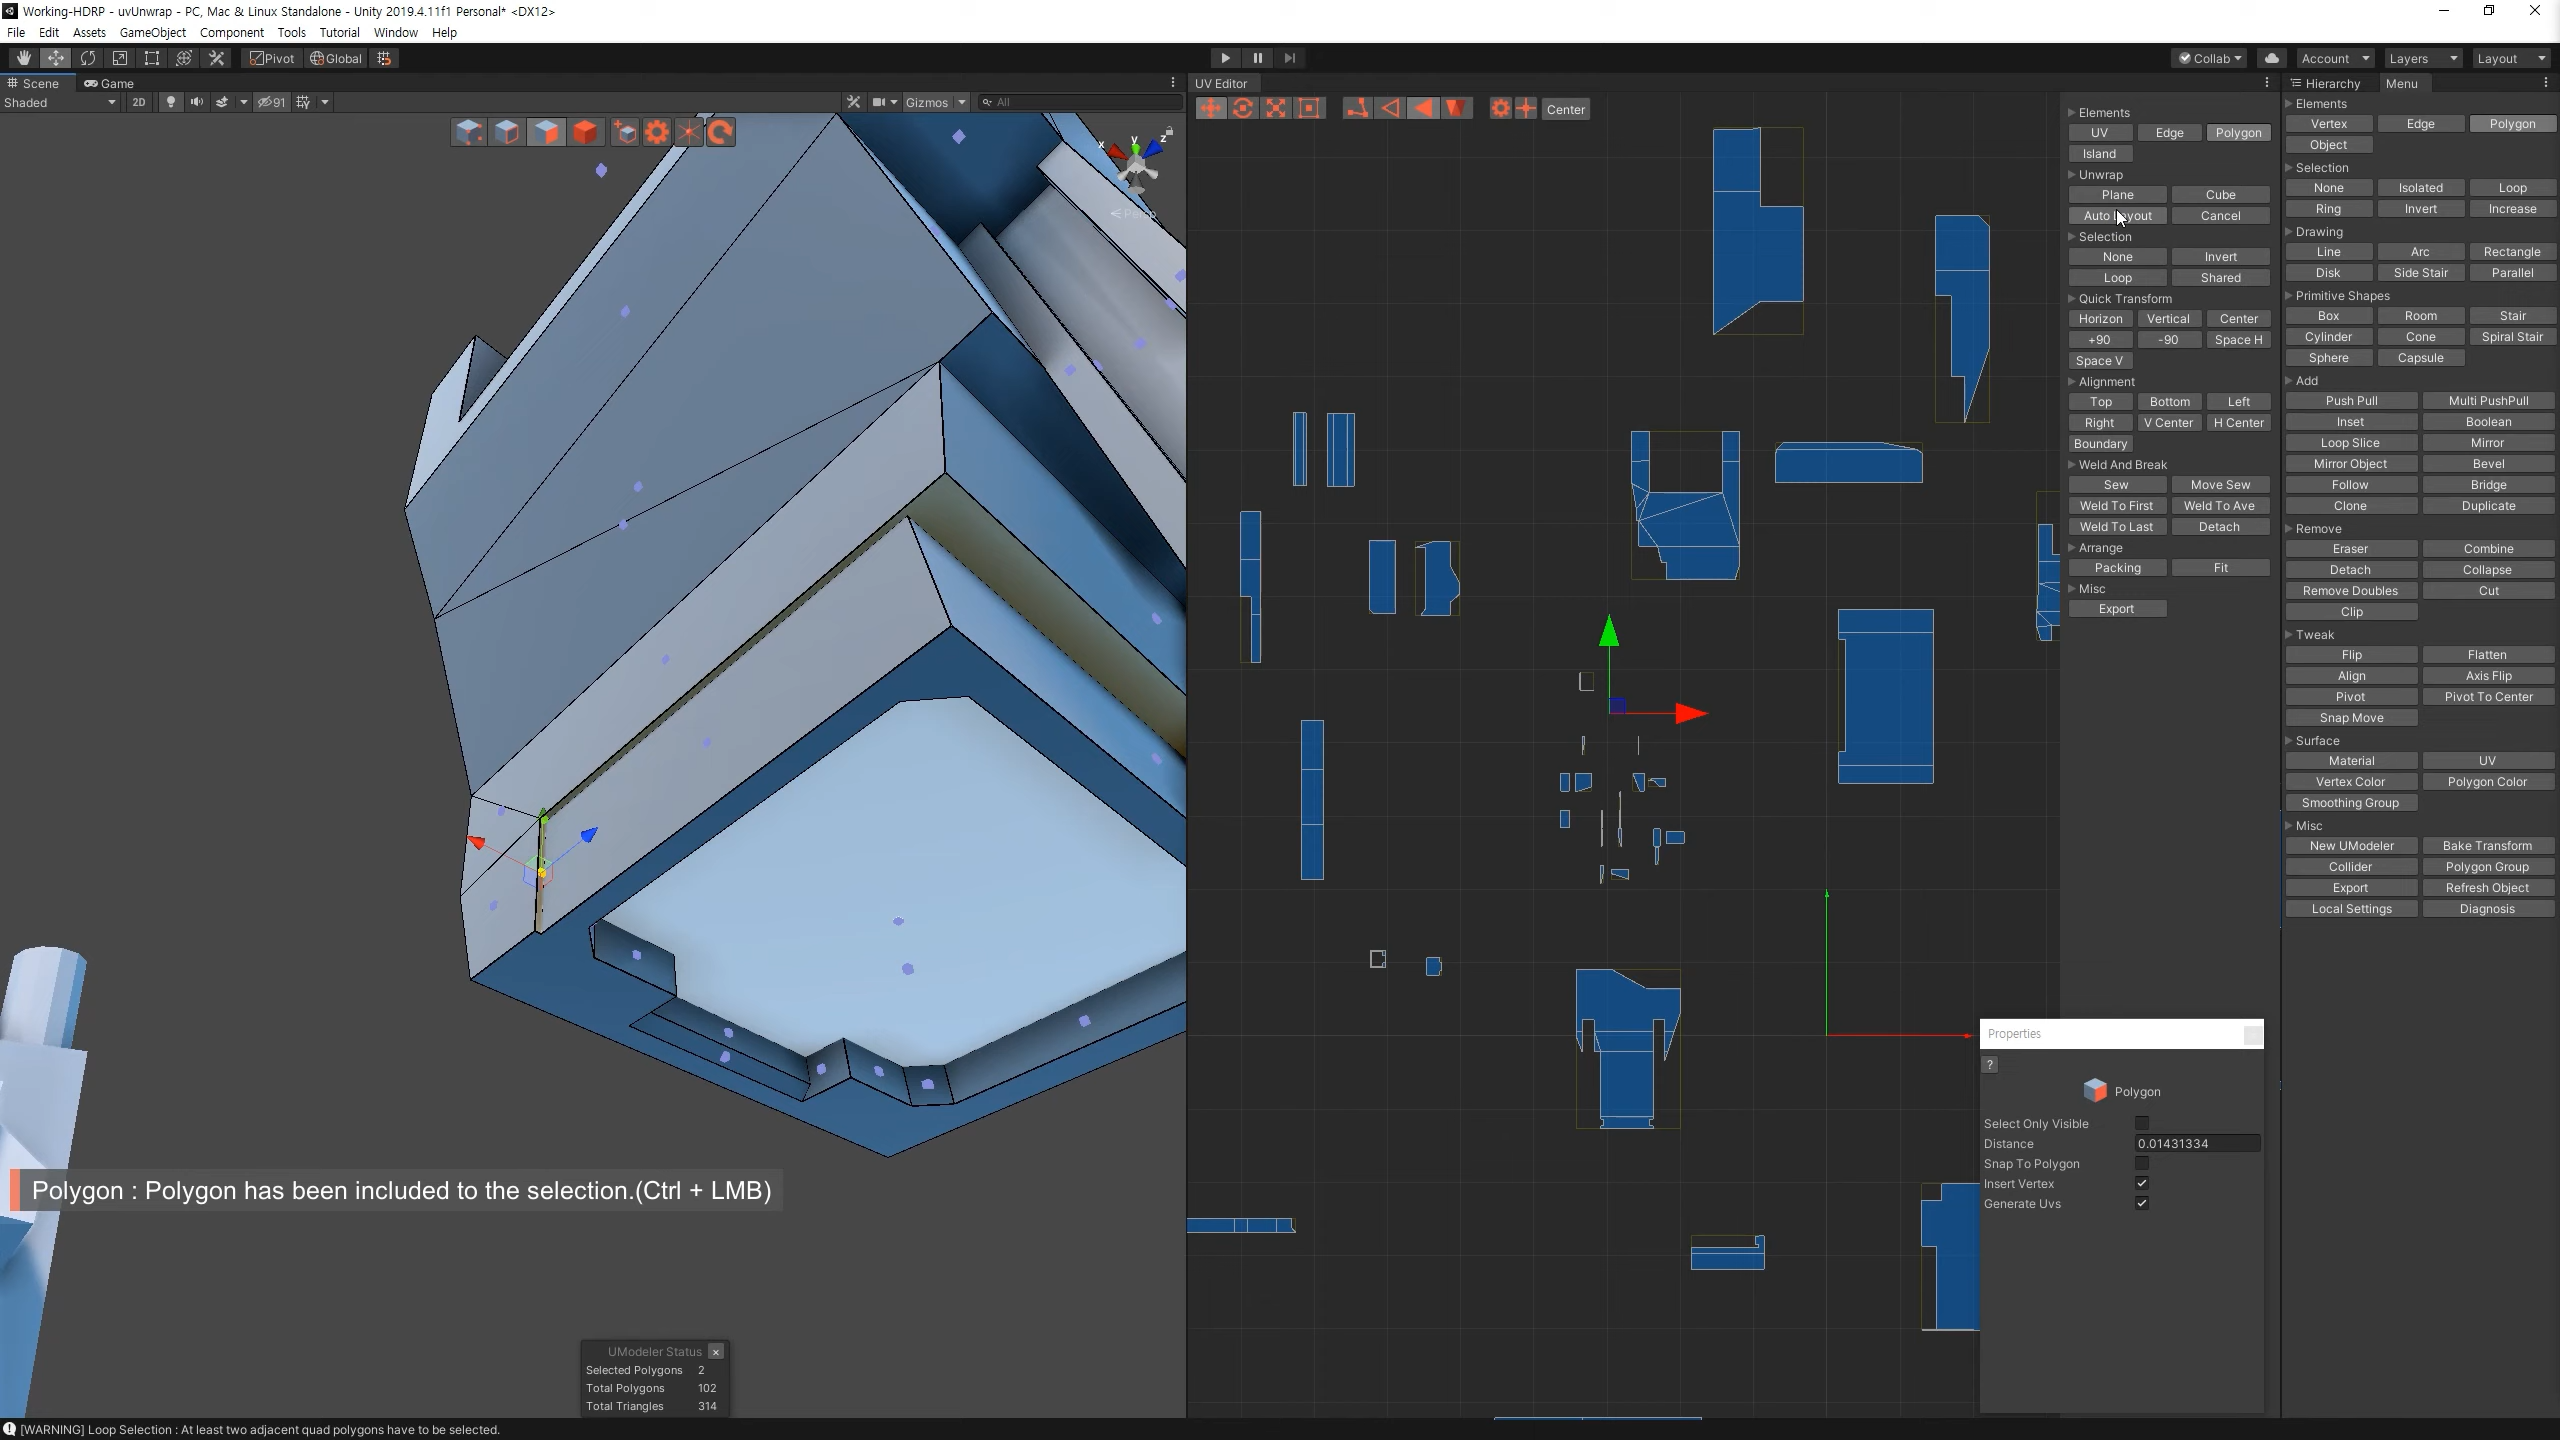 Working-HDRP - uvUnwrap - PC, Mac & Linux Standalone - Unity 2019.4.11f1 Personal* <DX12>
File Edit Assets GameObject Component Tools Tutorial Window Help
Pivot Global
Collab Account Layers Layout
Scene Game
UV Editor
Hierarchy Menu
Shaded 2D 91 Gizmos All
Center
y
x
z
Persp
Elements
UV Edge Polygon
Island
Unwrap
Plane Cube
Auto Layout Cancel
Selection
None Invert
Loop Shared
Quick Transform
Horizon Vertical Center
+90 -90 Space H
Space V
Alignment
Top Bottom Left
Right V Center H Center
Boundary
Weld And Break
Sew Move Sew
Weld To First Weld To Ave
Weld To Last Detach
Arrange
Packing Fit
Misc
Export
Elements
Vertex Edge Polygon
Object
Selection
None Isolated Loop
Ring Invert Increase
Drawing
Line Arc Rectangle
Disk Side Stair Parallel
Primitive Shapes
Box Room Stair
Cylinder Cone Spiral Stair
Sphere Capsule
Add
Push Pull Multi PushPull
Inset Boolean
Loop Slice Mirror
Mirror Object Bevel
Follow Bridge
Clone Duplicate
Remove
Eraser Combine
Detach Collapse
Remove Doubles Cut
Clip
Tweak
Flip Flatten
Align Axis Flip
Pivot Pivot To Center
Snap Move
Surface
Material UV
Vertex Color Polygon Color
Smoothing Group
Misc
New UModeler Bake Transform
Collider Polygon Group
Export Refresh Object
Local Settings Diagnosis
Properties
?
Polygon
Select Only Visible
Distance 0.01431334
Snap To Polygon
Insert Vertex
Generate Uvs
Polygon : Polygon has been included to the selection.(Ctrl + LMB)
UModeler Status
Selected Polygons 2
Total Polygons 102
Total Triangles 314
[WARNING] Loop Selection : At least two adjacent quad polygons have to be selected.